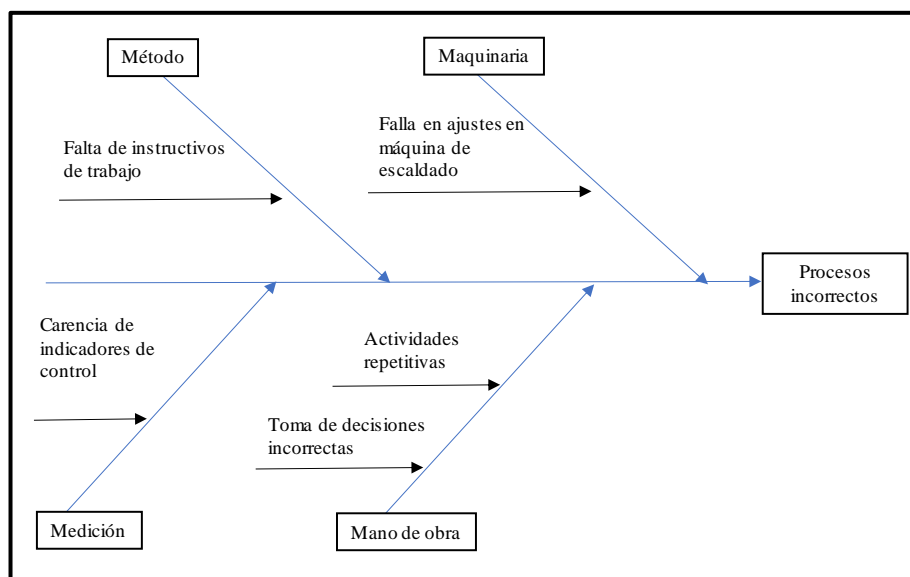 Método
Maquinaria
Falta de instructivos
de trabajo
Falla en ajustes en
máquina de
escaldado
Procesos
incorrectos
Carencia de
indicadores de
control
Actividades
repetitivas
Toma de decisiones
incorrectas
Medición
Mano de obra